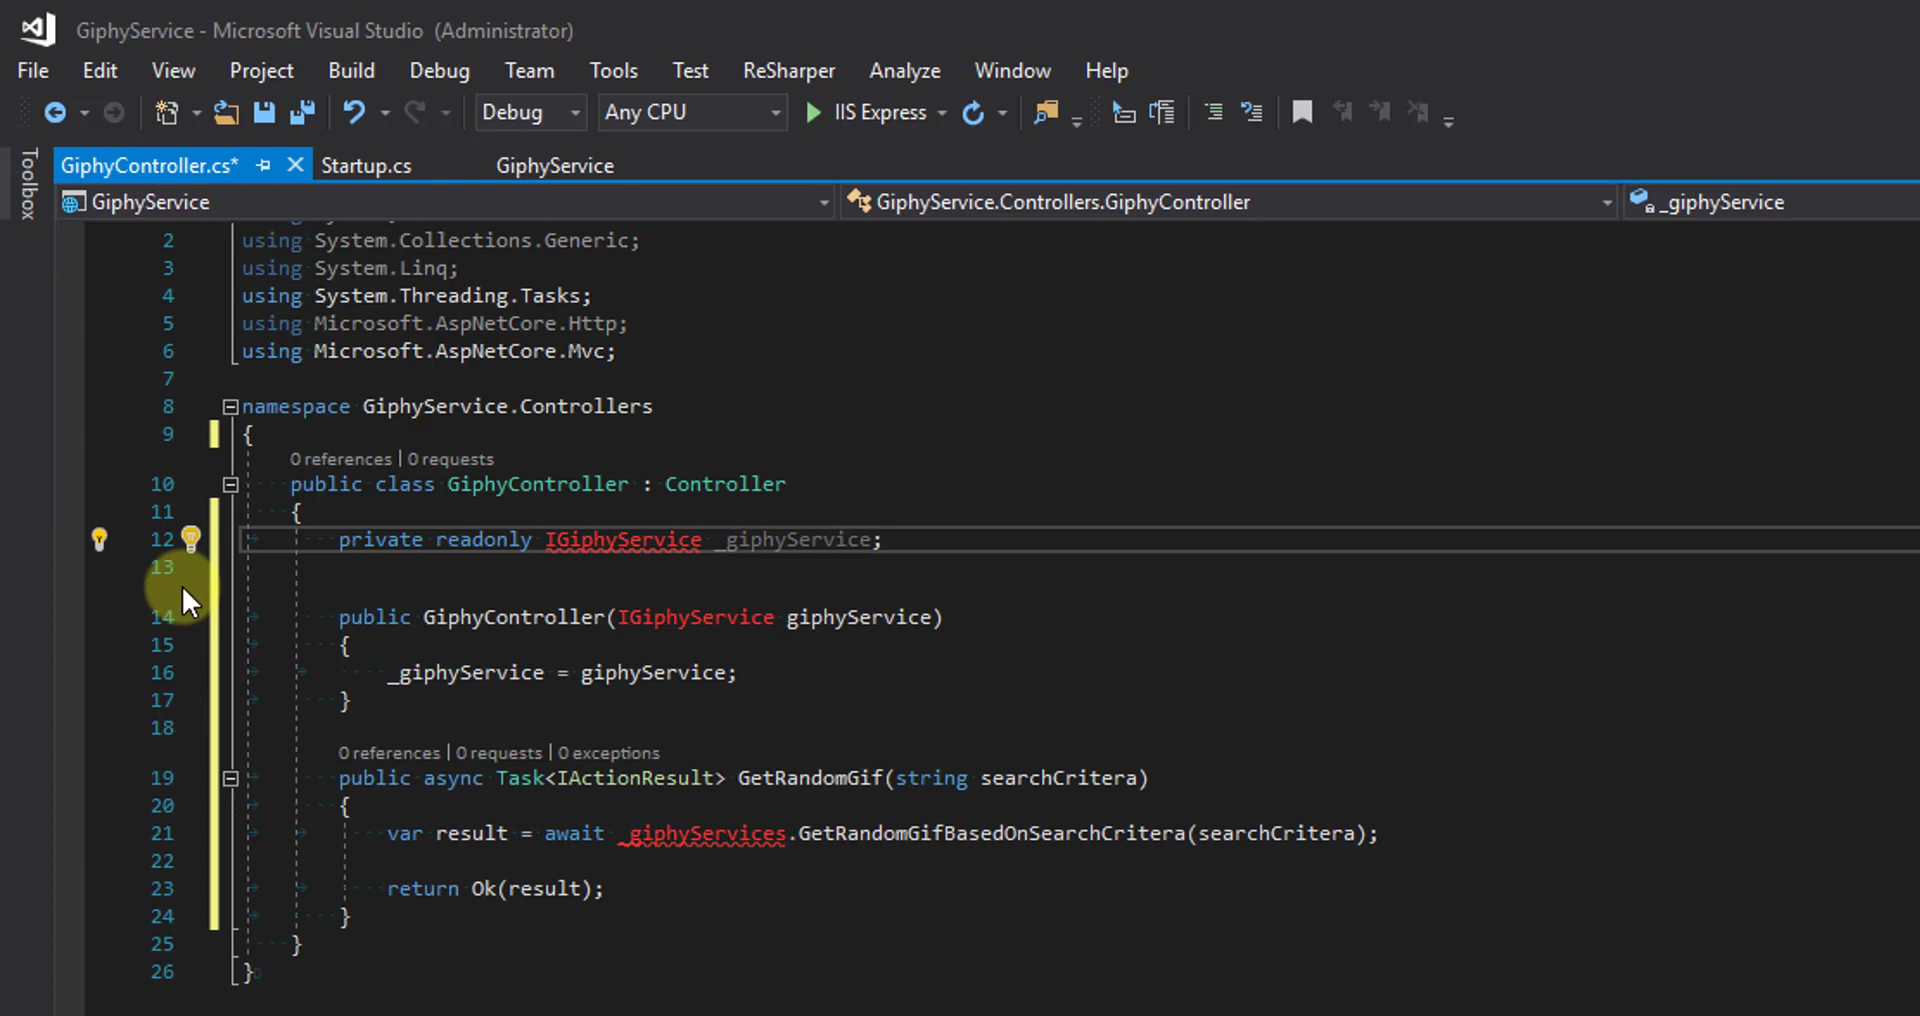 GiphyService - Microsoft Visual Studio (Administrator)
File Edit View Project Build Debug Team Tools Test ReSharper Analyze Window Help
Debug Any CPU IIS Express
Toolbox
GiphyController.cs* Startup.cs GiphyService
GiphyService GiphyService.Controllers.GiphyController _giphyService
2 using System.Collections.Generic;
3 using System.Linq;
4 using System.Threading.Tasks;
5 using Microsoft.AspNetCore.Http;
6 using Microsoft.AspNetCore.Mvc;
7
8 namespace GiphyService.Controllers
9 {
0 references | 0 requests
10 public class GiphyController : Controller
11 {
12 private readonly IGiphyService _giphyService;
13
14 public GiphyController(IGiphyService giphyService)
15 {
16 _giphyService = giphyService;
17 }
18
0 references | 0 requests | 0 exceptions
19 public async Task<IActionResult> GetRandomGif(string searchCritera)
20 {
21 var result = await _giphyServices.GetRandomGifBasedOnSearchCritera(searchCritera);
22
23 return Ok(result);
24 }
25 }
26 }